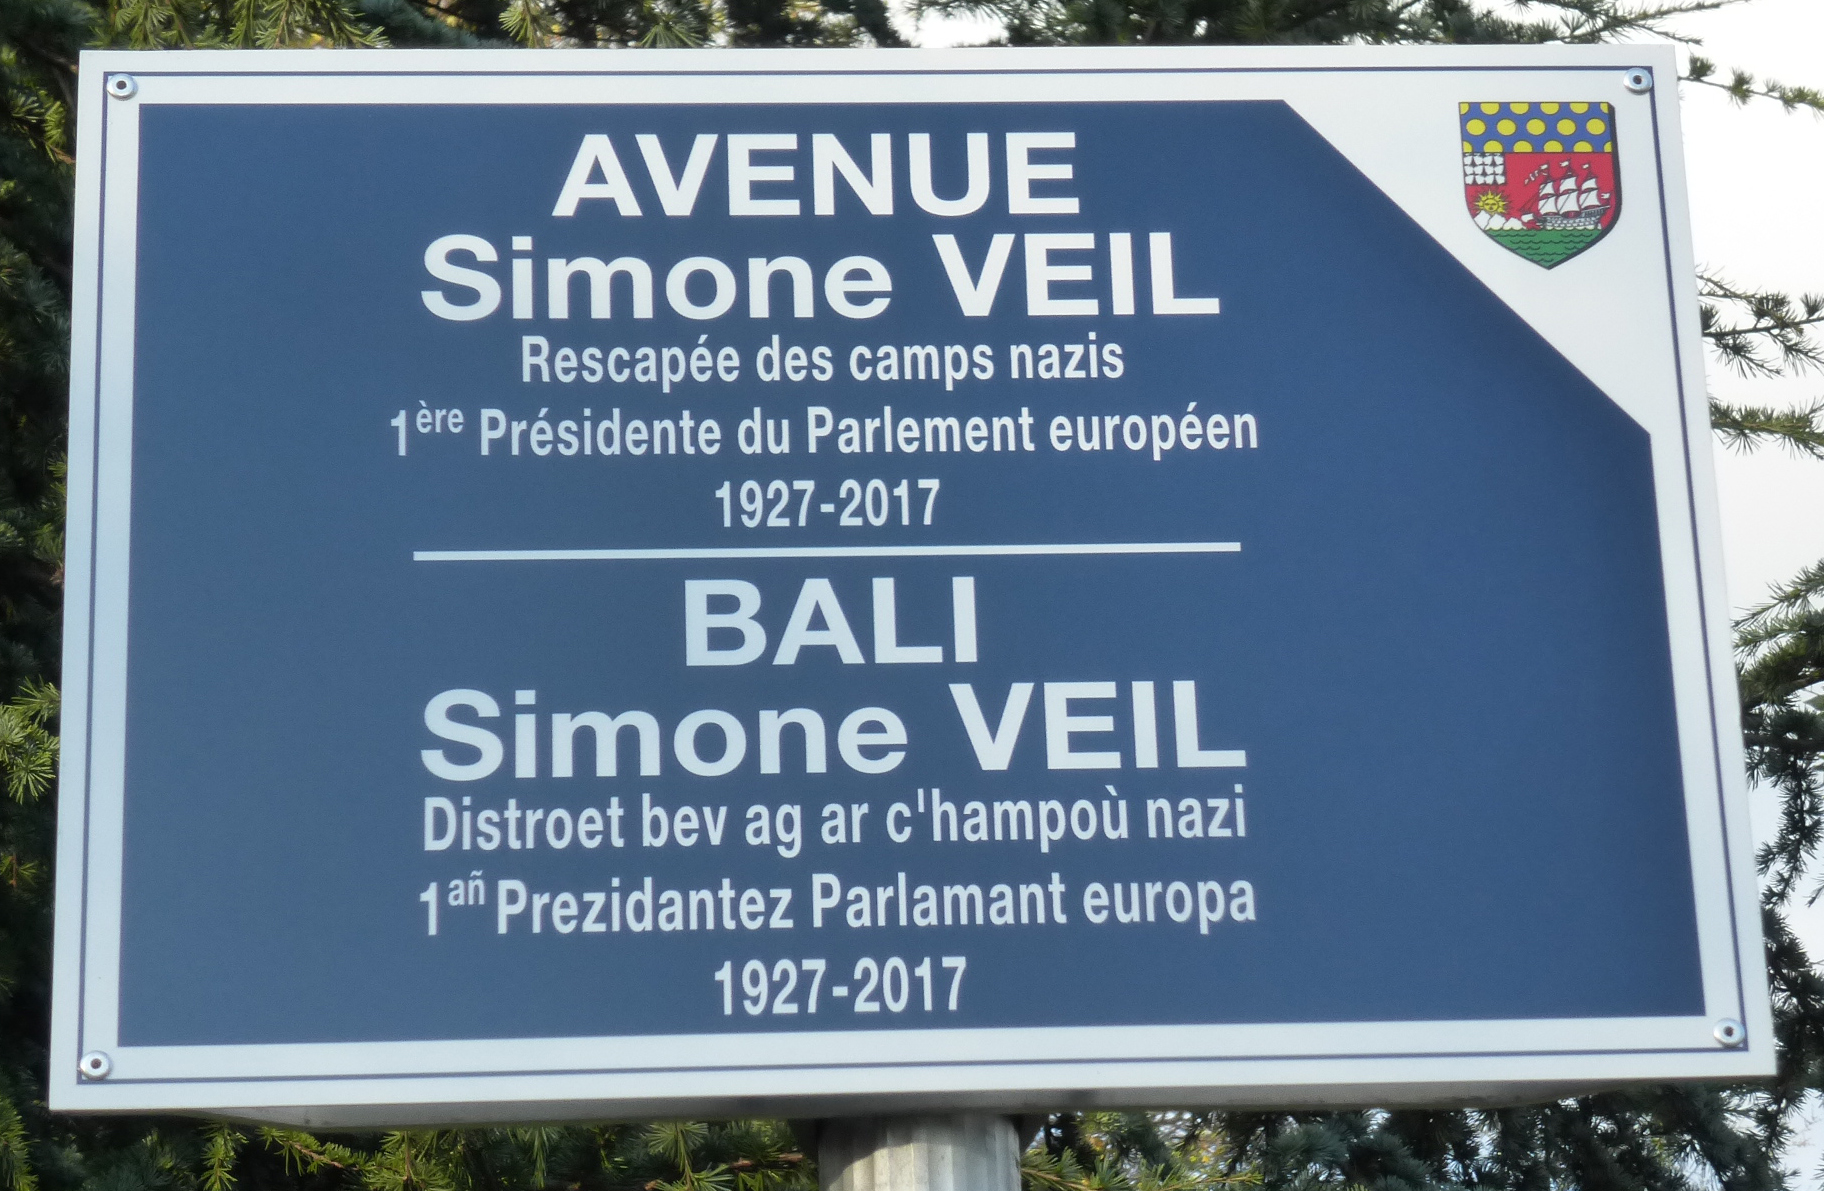 AVENUE
Simone VEIL
Rescapée des camps nazis
1ère Présidente du Parlement européen
1927-2017
BALI
Simone VEIL
Distroet bev ag ar c'hampoù nazi
1añ Prezidantez Parlamant europa
1927-2017